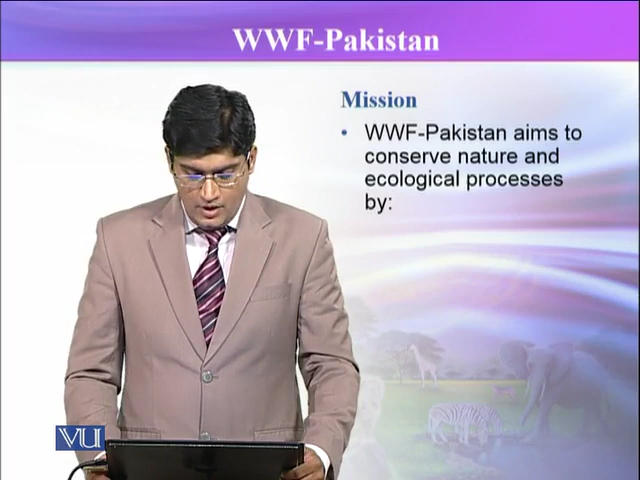 WWF-Pakistan
Mission
• WWF-Pakistan aims to
conserve nature and
ecological processes
by:
VU